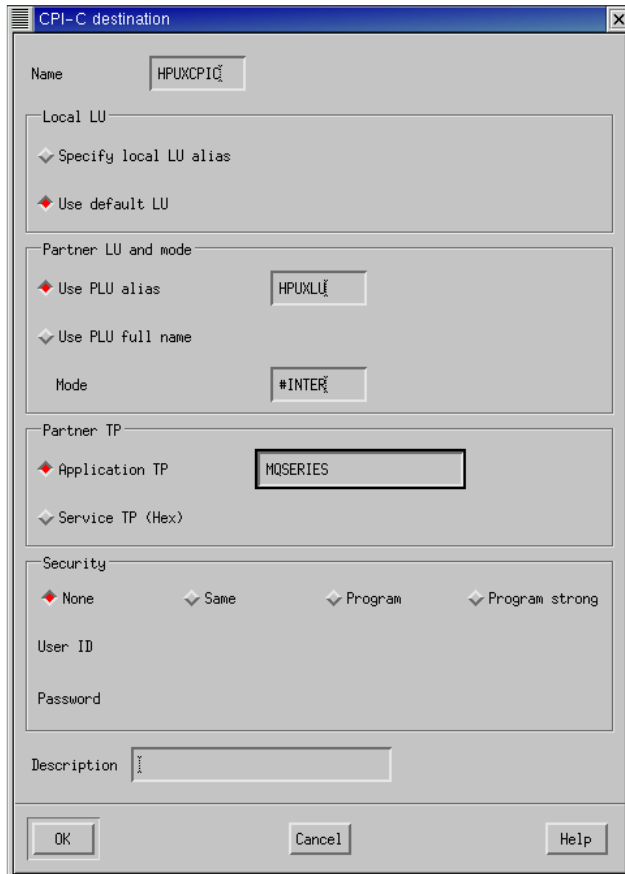 CPI-C destination
Name HPUXCPIC
Local LU
Specify local LU alias
Use default LU
Partner LU and mode
Use PLU alias HPUXLU
Use PLU full name
Mode #INTER
Partner TP
Application TP MQSERIES
Service TP (Hex)
Security
None Same Program Program strong
User ID
Password
Description
OK Cancel Help